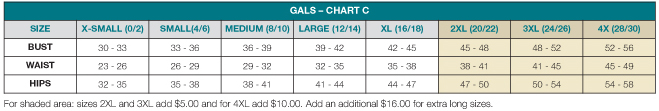 GALS – CHART C
SIZE X-SMALL (0/2) SMALL(4/6) MEDIUM (8/10) LARGE (12/14) XL (16/18) 2XL (20/22) 3XL (24/26) 4X (28/30)
BUST 30 - 33 33 - 36 36 - 39 39 - 42 42 - 45 45 - 48 48 - 52 52 - 56
WAIST 23 - 26 26 - 29 29 - 32 32 - 35 35 - 38 38 - 41 41 - 45 45 - 49
HIPS 32 - 35 35 - 38 38 - 41 41 - 44 44 - 47 47 - 50 50 - 54 54 - 58
For shaded area: sizes 2XL and 3XL add $5.00 and for 4XL add $10.00. Add an additional $16.00 for extra long sizes.